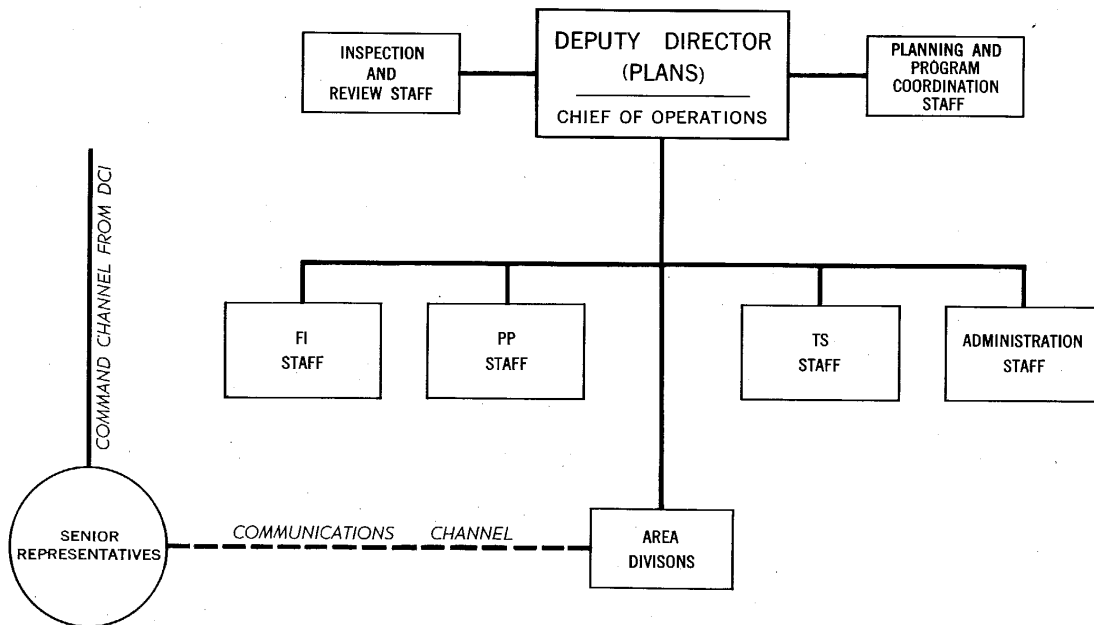 INSPECTION
AND
REVIEW STAFF
DEPUTY DIRECTOR
(PLANS)
CHIEF OF OPERATIONS
PLANNING AND
PROGRAM
COORDINATION
STAFF
COMMAND CHANNEL FROM DCI
FI
STAFF
PP
STAFF
TS
STAFF
ADMINISTRATION
STAFF
SENIOR
REPRESENTATIVES
COMMUNICATIONS CHANNEL
AREA
DIVISONS